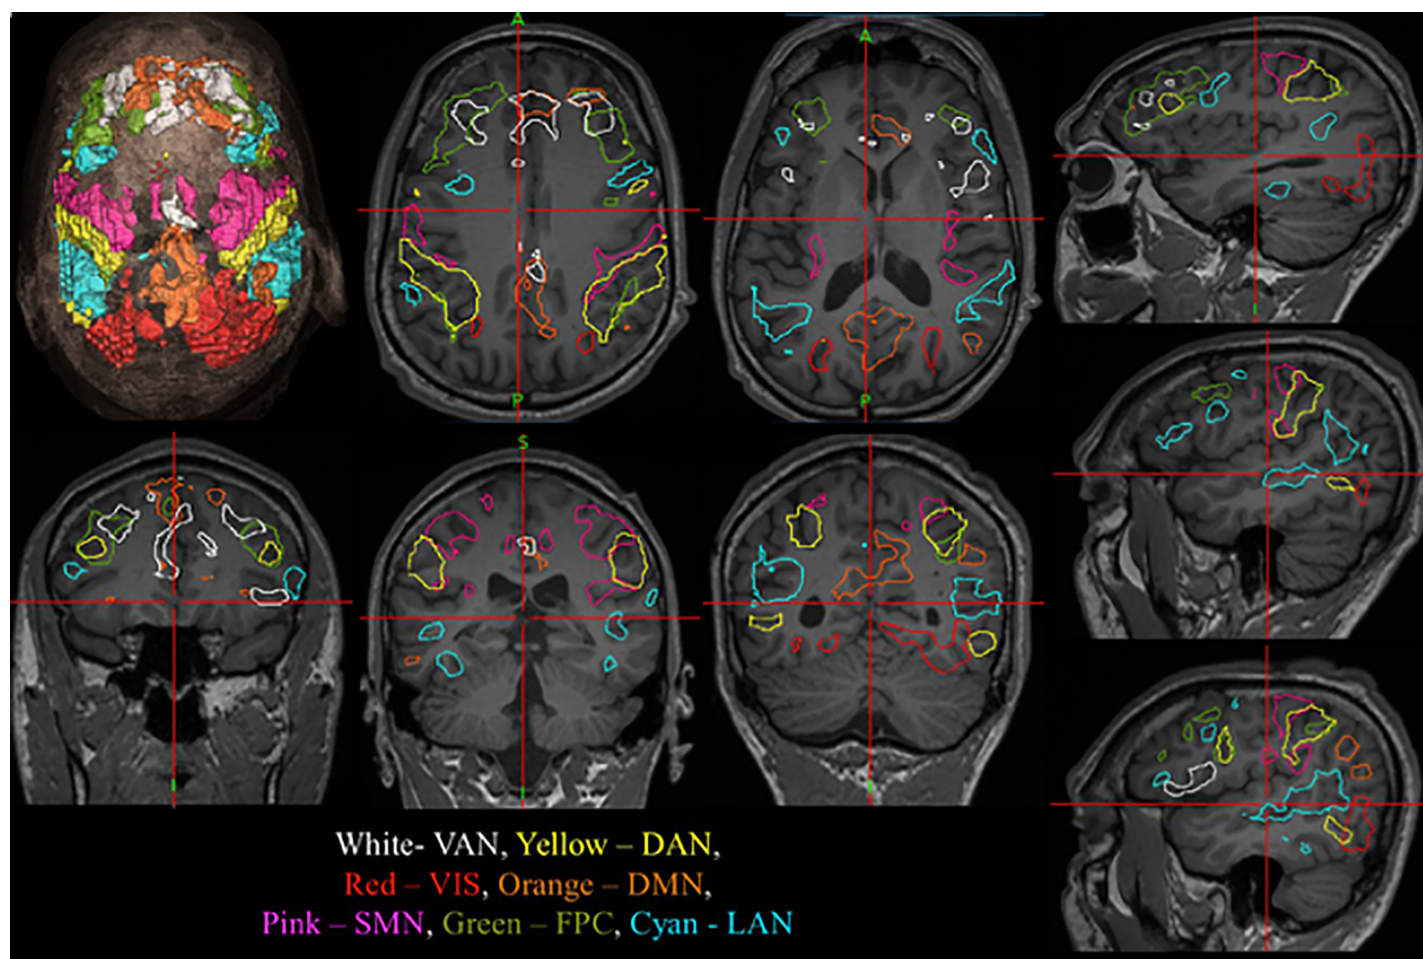 A
A
P
P
S
I
I
I
I
White- VAN, Yellow – DAN,
Red – VIS, Orange – DMN,
Pink – SMN, Green – FPC, Cyan - LAN